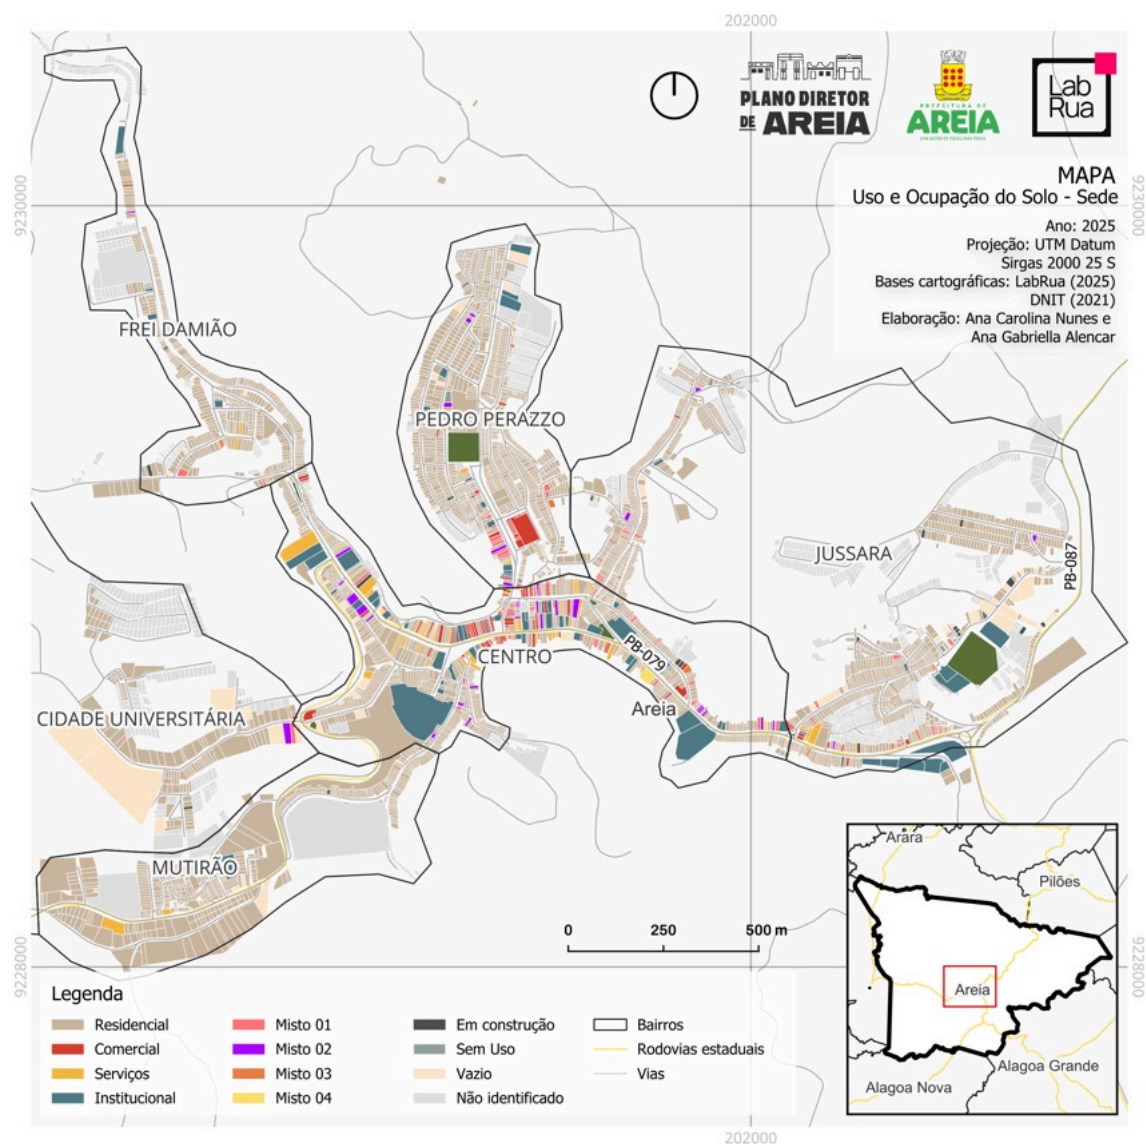 202000
PLANO DIRETOR
DE AREIA
PREFEITURA DE
AREIA
Lab
Rua
MAPA
Uso e Ocupação do Solo - Sede
Ano: 2025
Projeção: UTM Datum
Sirgas 2000 25 S
Bases cartográficas: LabRua (2025)
DNIT (2021)
Elaboração: Ana Carolina Nunes e
Ana Gabriella Alencar
9230000
9230000
FREI DAMIÃO
PEDRO PERAZZO
JUSSARA
PB-087
CENTRO
PB-079
Areia
CIDADE UNIVERSITÁRIA
MUTIRÃO
0 250 500 m
9228000
9228000
Arara
Pilões
Areia
Alagoa Grande
Alagoa Nova
Legenda
Residencial
Comercial
Serviços
Institucional
Misto 01
Misto 02
Misto 03
Misto 04
Em construção
Sem Uso
Vazio
Não identificado
Bairros
Rodovias estaduais
Vias
202000